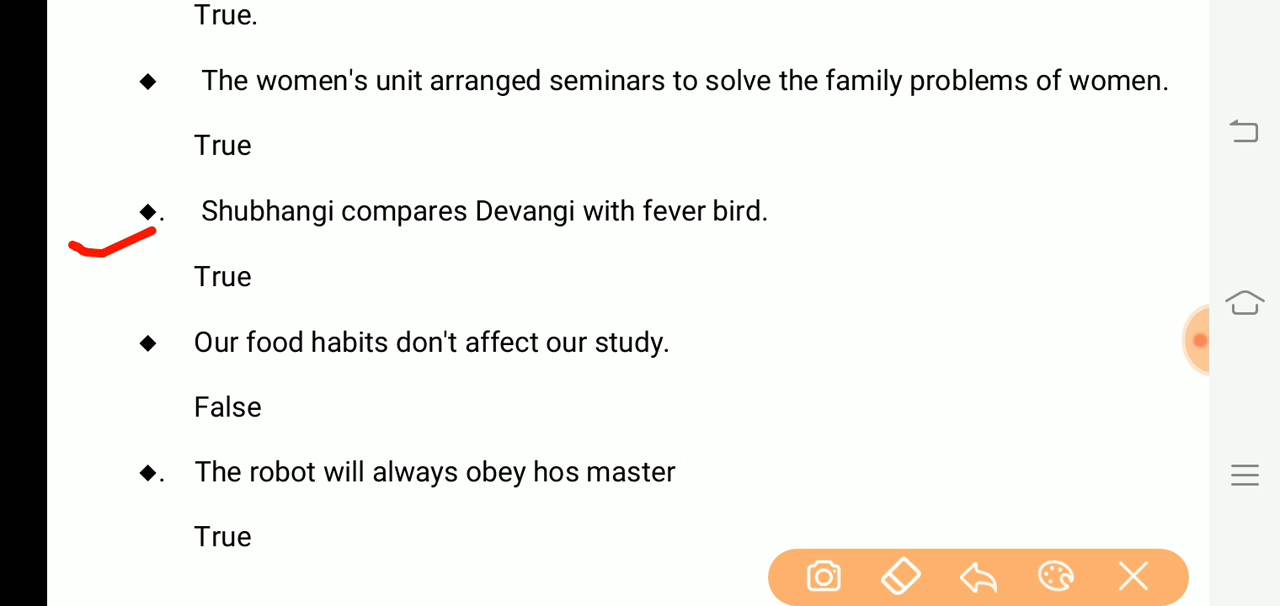 True.
◆ The women's unit arranged seminars to solve the family problems of women.
True
◆. Shubhangi compares Devangi with fever bird.
True
◆ Our food habits don't affect our study.
False
◆. The robot will always obey hos master
True